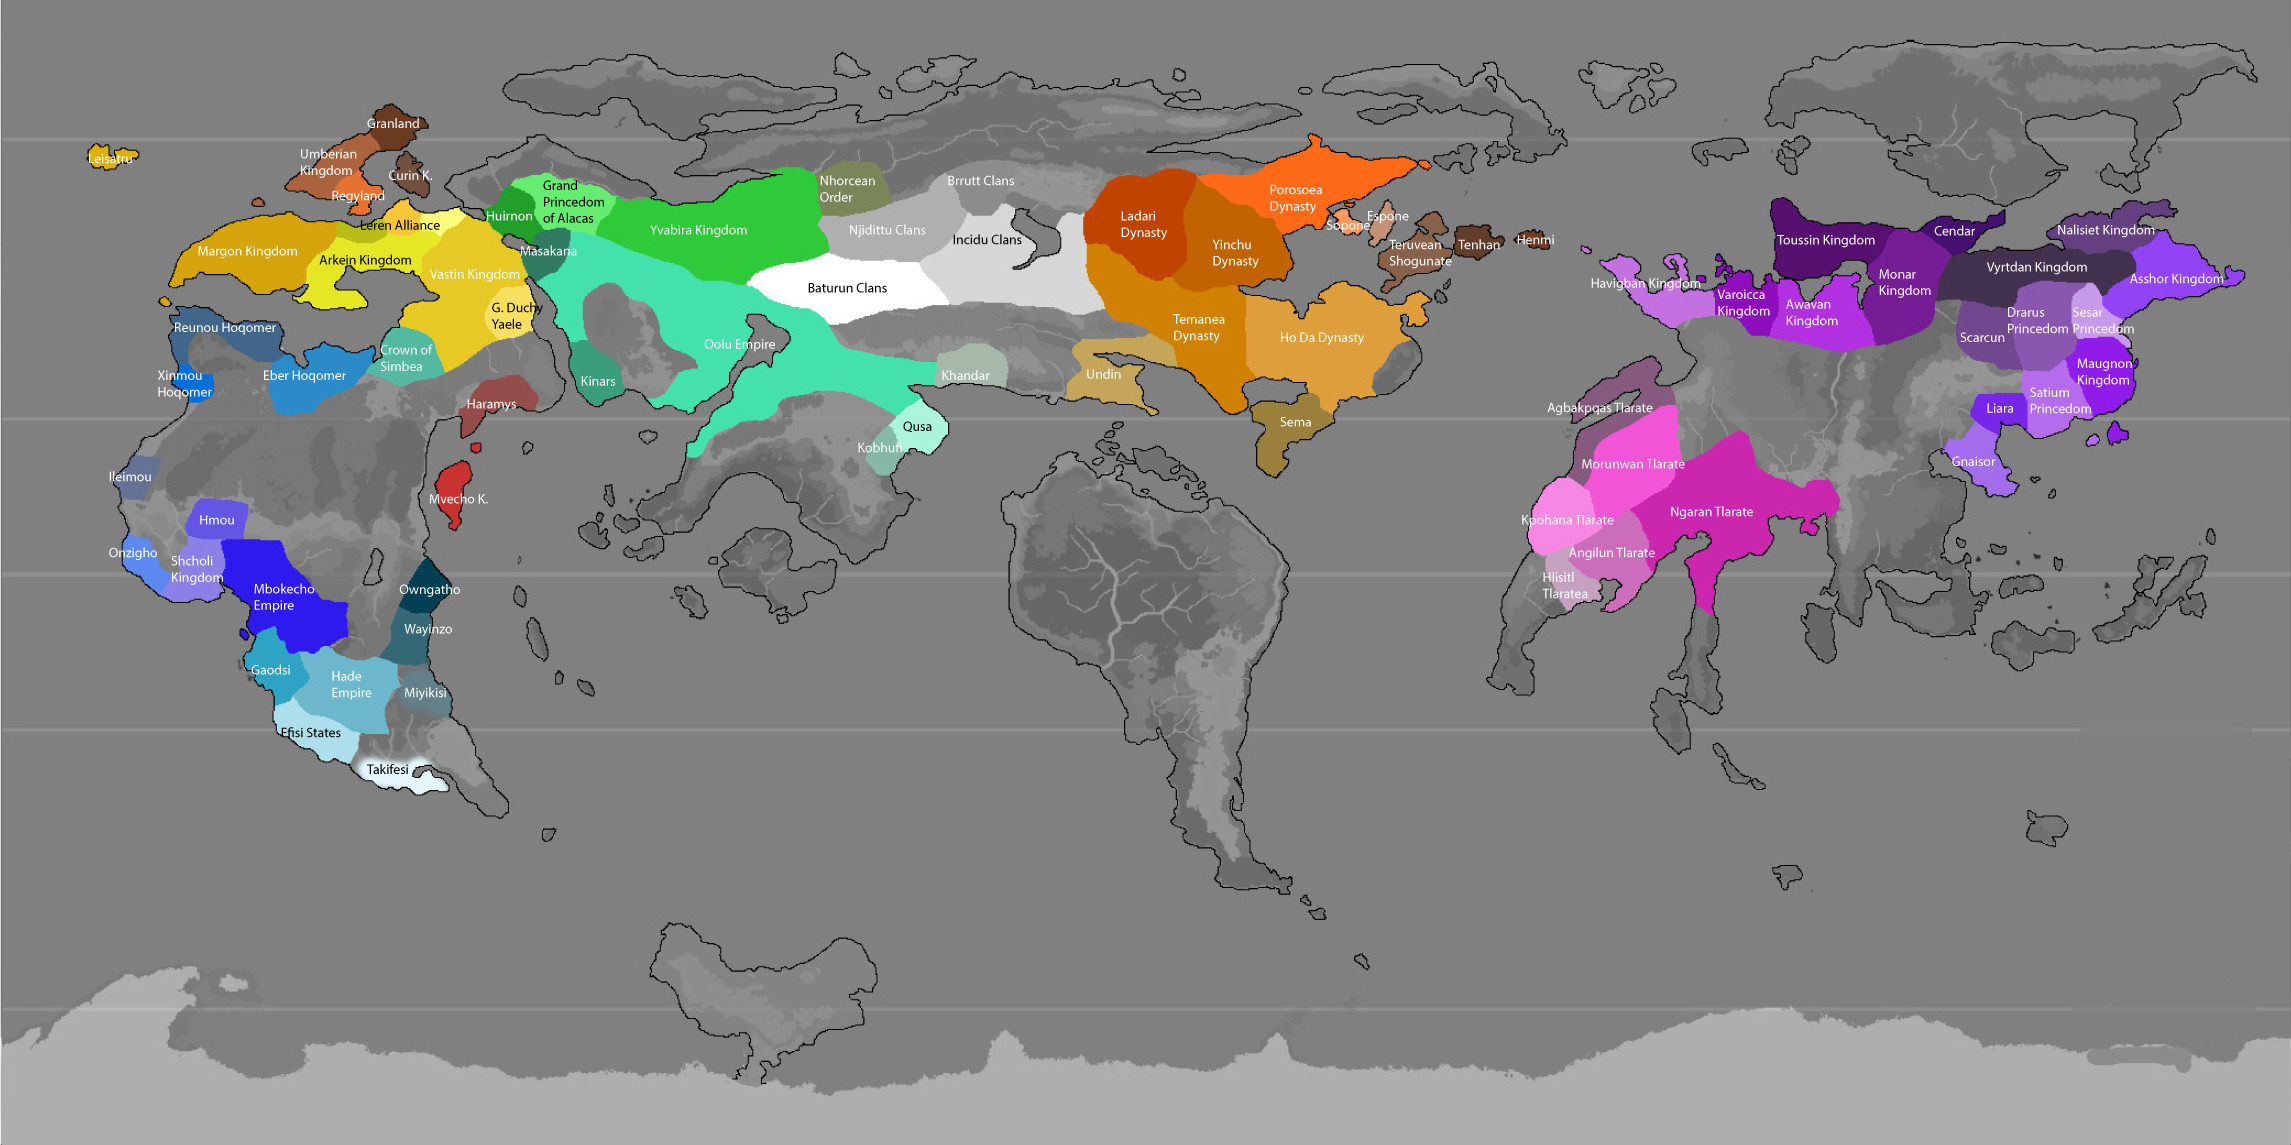 Granland
Umberian
Kingdom
Curin K.
Regyland
Leisatru
Leren Alliance
Margon Kingdom
Arkein Kingdom
Vastin Kingdom
G. Duchy
Yaele
Reunou Hoqomer
Xinmou
Hoqomer
Eber Hoqomer
Crown of
Simbea
Haramys
Mvecho K.
Ileimou
Hmou
Onzigho
Shcholi
Kingdom
Mbokecho
Empire
Owngatho
Wayinzo
Gaodsi
Hade
Empire
Miyikisi
Efisi States
Takifesi
Huirnon
Grand
Princedom
of Alacas
Masakana
Yvabira Kingdom
Nhorcean
Order
Brrutt Clans
Njidittu Clans
Incidu Clans
Baturun Clans
Oolu Empire
Kinars
Khandar
Qusa
Kobhufi
Ladari
Dynasty
Yinchu
Dynasty
Porosoea
Dynasty
Sopone
Espone
Teruvean
Shogunate
Tenhan
Henmi
Temanea
Dynasty
Ho Da Dynasty
Undin
Sema
Havigban Kingdom
Varoicca
Kingdom
Awavan
Kingdom
Toussin Kingdom
Monar
Kingdom
Cendar
Nalisiet Kingdom
Vyrtdan Kingdom
Asshor Kingdom
Drarus
Princedom
Sesar
Princedom
Scarcun
Maugnon
Kingdom
Satium
Princedom
Liara
Gnaisor
Agbakpqas Tlarate
Morunwan Tlarate
Kpohana Tlarate
Ngaran Tlarate
Angilun Tlarate
Hlisitl
Tlaratea